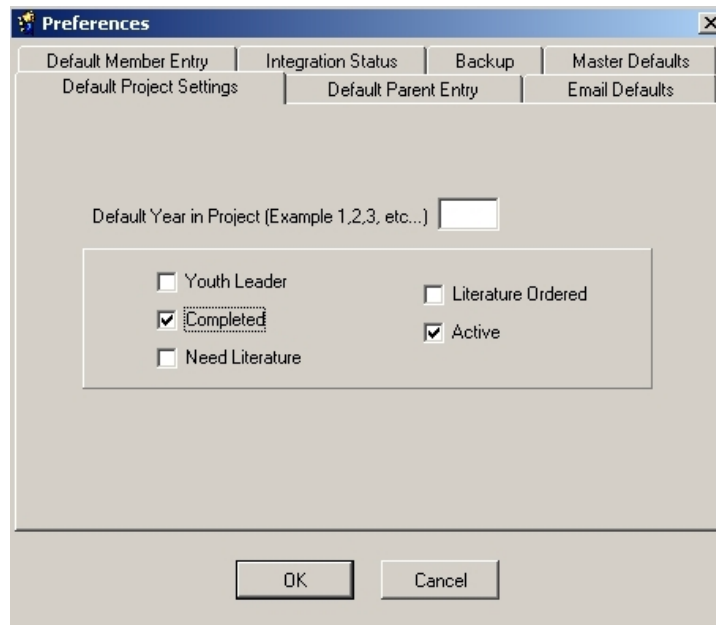 Preferences
Default Member Entry Integration Status Backup Master Defaults
Default Project Settings Default Parent Entry Email Defaults
Default Year in Project (Example 1,2,3, etc...)
Youth Leader
Literature Ordered
Completed
Active
Need Literature
OK Cancel